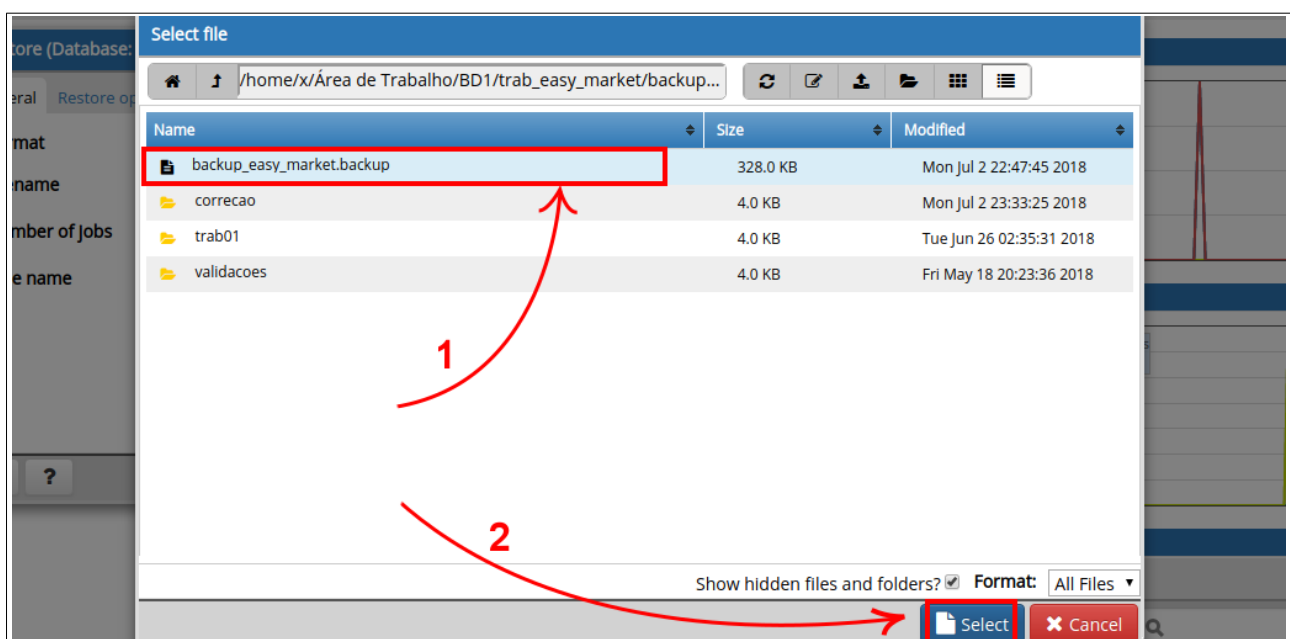 Select file
ore (Database:
/home/x/Área de Trabalho/BD1/trab_easy_market/backup...
eral Restore op
Name Size Modified
rmat
backup_easy_market.backup 328.0 KB Mon Jul 2 22:47:45 2018
name
correcao 4.0 KB Mon Jul 2 23:33:25 2018
mber of jobs
trab01 4.0 KB Tue Jun 26 02:35:31 2018
e name
validacoes 4.0 KB Fri May 18 20:23:36 2018
1
?
2
Show hidden files and folders? Format: All Files
Select Cancel